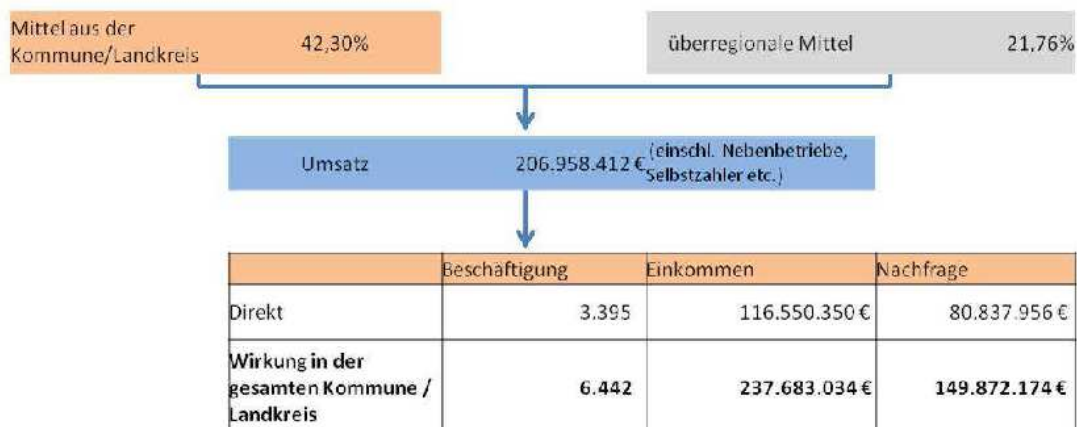 Mittel aus der
Kommune/Landkreis 42,30% überregionale Mittel 21,76%
Umsatz 206.958.412 € (einschl. Nebenbetriebe,
Selbstzahler etc.)
Beschäftigung Einkommen Nachfrage
Direkt 3.395 116.550.350 € 80.837.956 €
Wirkung in der
gesamten Kommune / 6.442 237.683.034 € 149.872.174 €
Landkreis